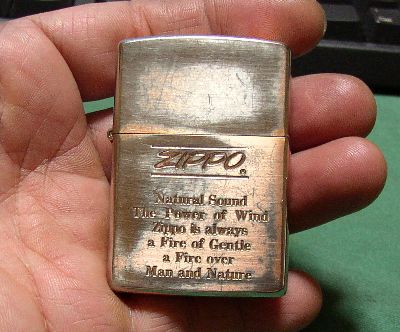 ZIPPO
Natural Sound
The Power of Wind
Zippo is always
a Fire of Gentle
a Fire over
Man and Nature